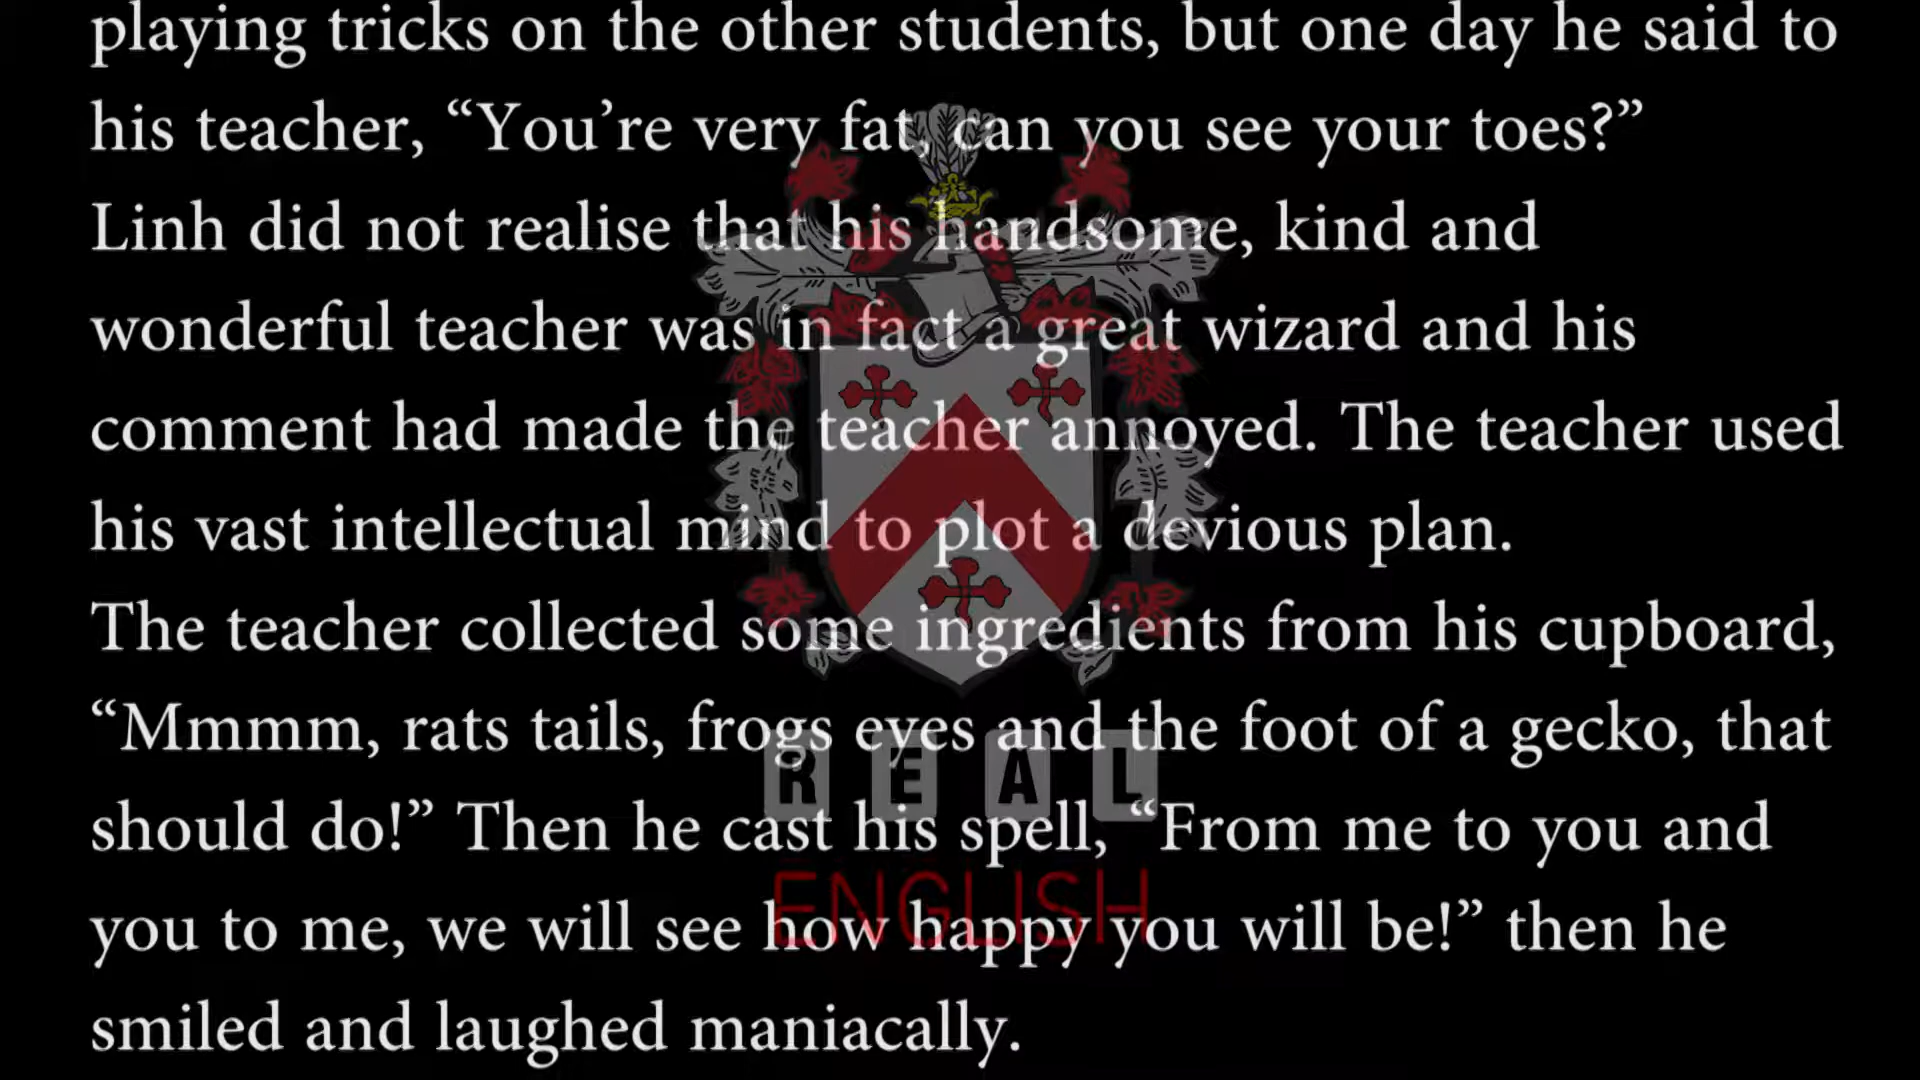 playing tricks on the other students, but one day he said to
his teacher, “You’re very fat, can you see your toes?”
Linh did not realise that his handsome, kind and
wonderful teacher was in fact a great wizard and his
comment had made the teacher annoyed. The teacher used
his vast intellectual mind to plot a devious plan.
The teacher collected some ingredients from his cupboard,
“Mmmm, rats tails, frogs eyes and the foot of a gecko, that
should do!” Then he cast his spell, “From me to you and
you to me, we will see how happy you will be!” then he
smiled and laughed maniacally.
REAL
ENGLISH